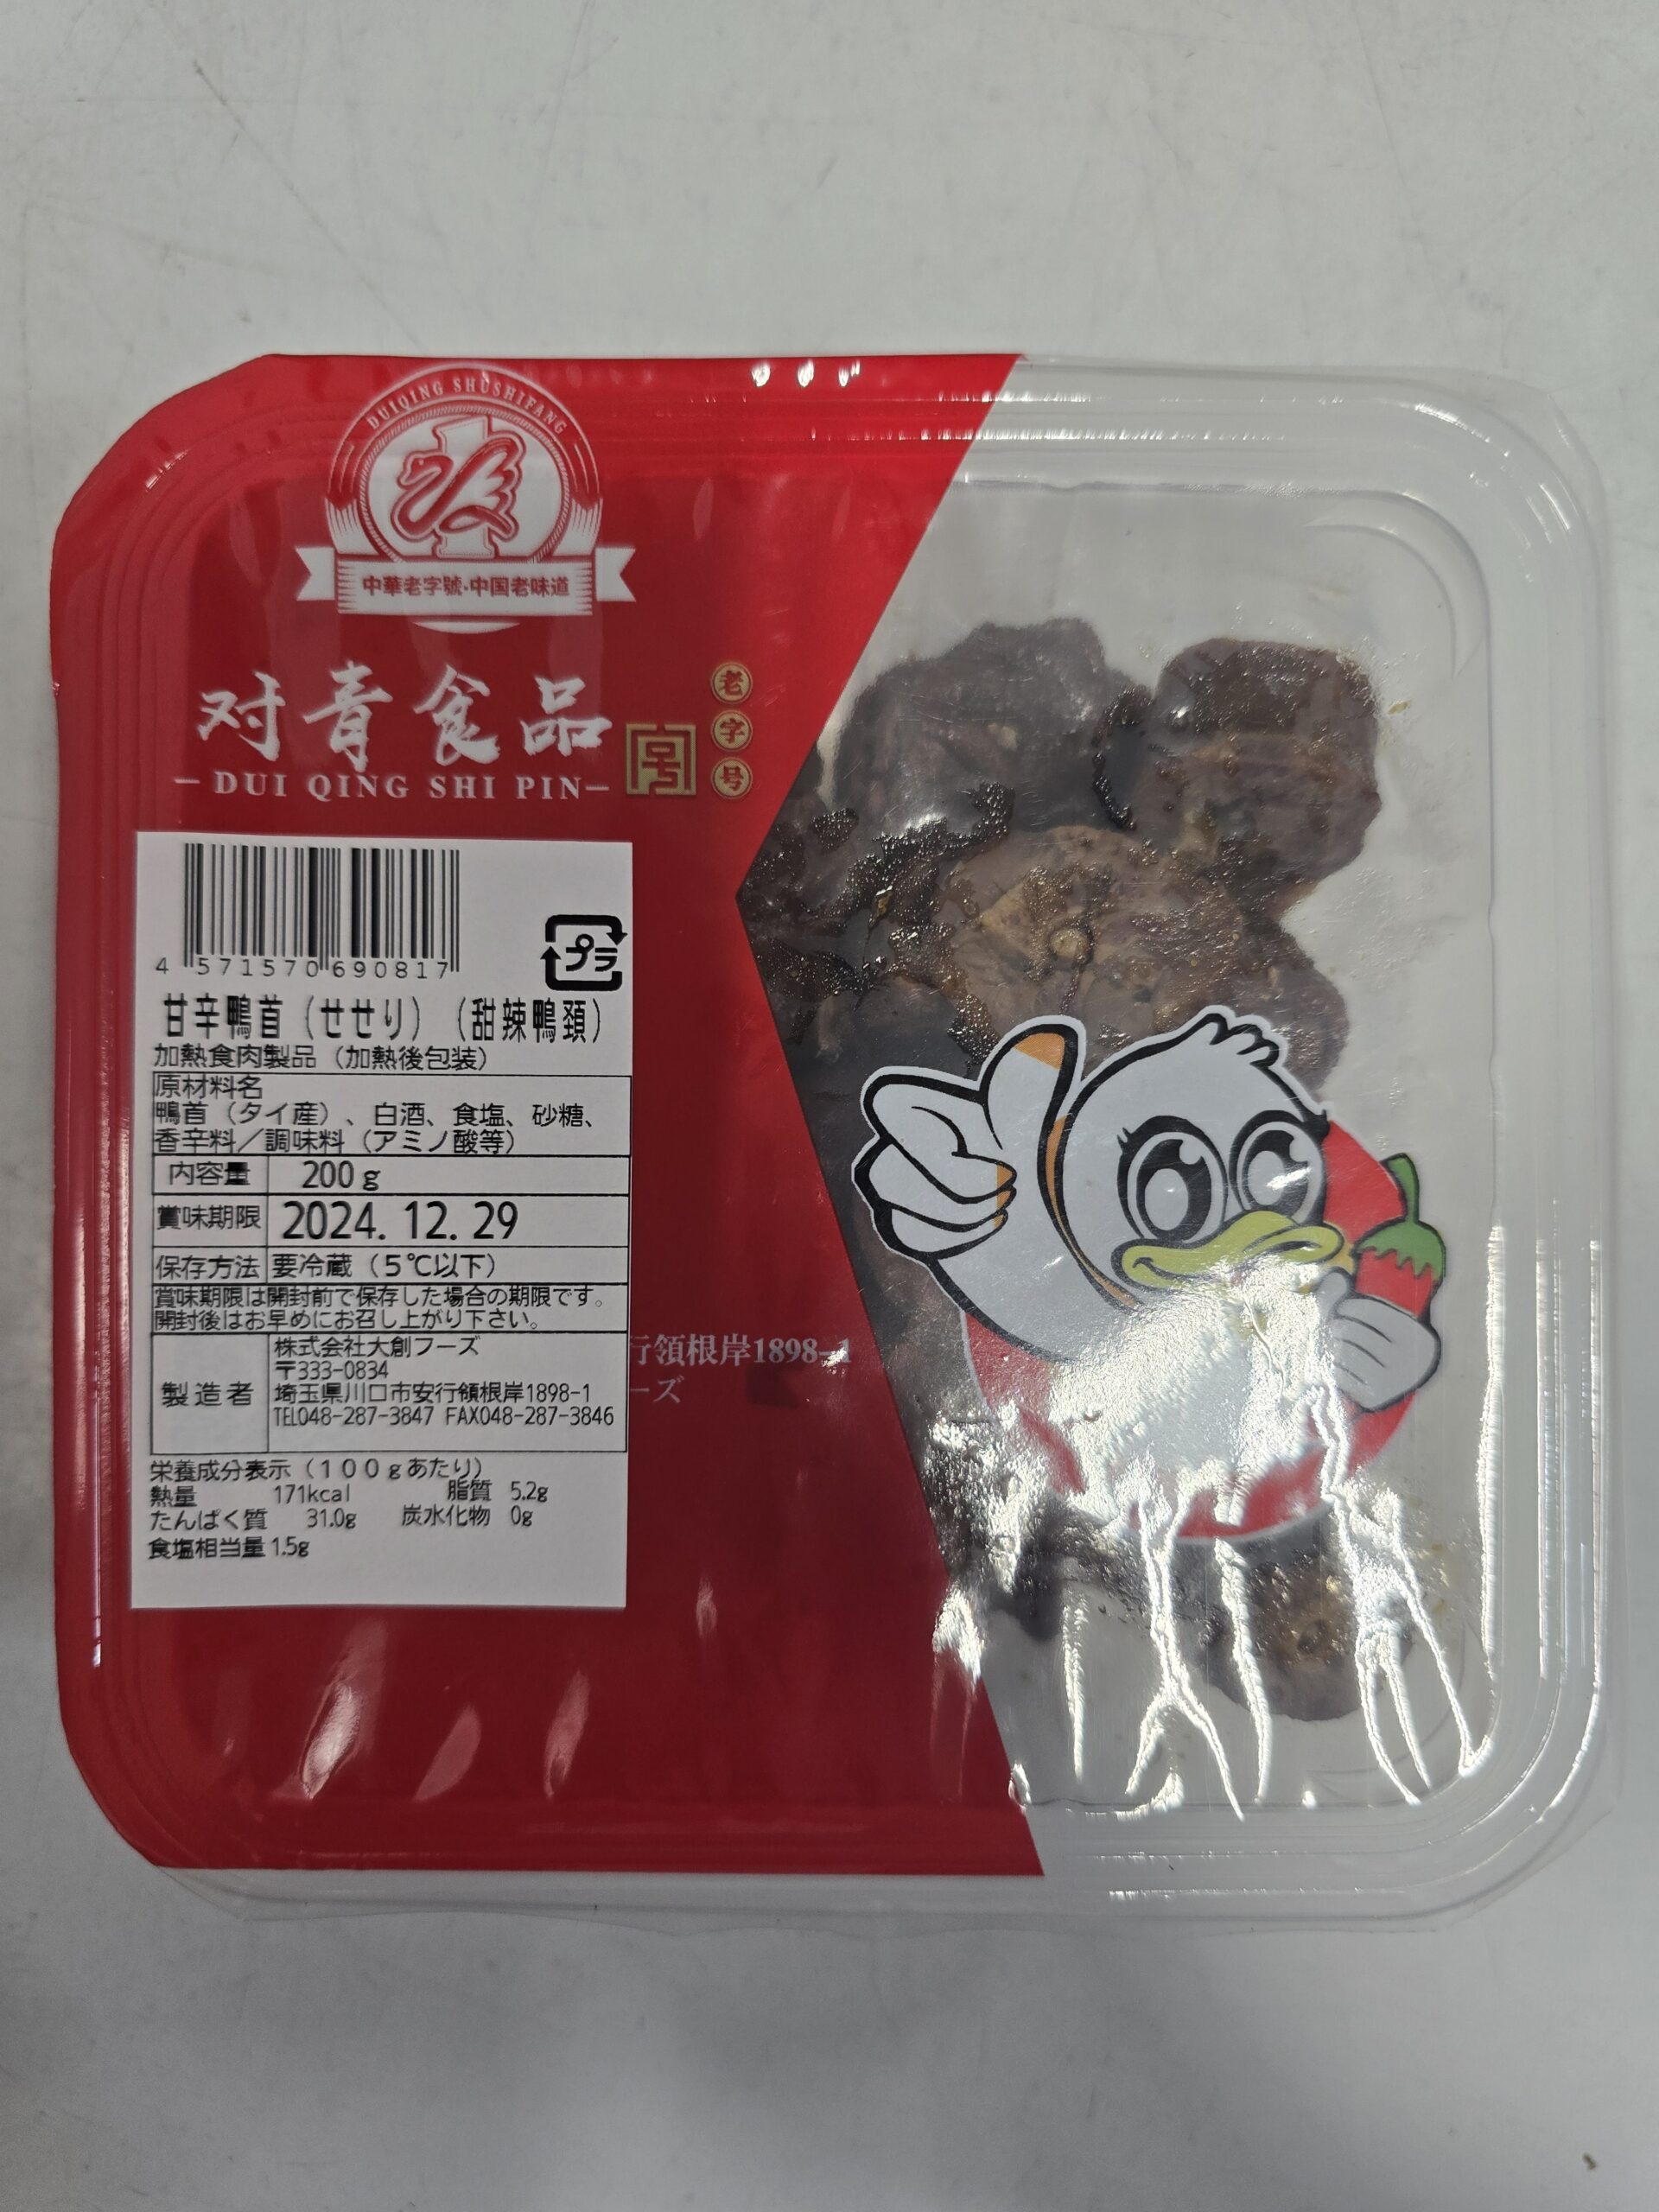 DUIQING SHUSHIFANG
中華老字號·中国老味道
对青食品
老字号
— DUI QING SHI PIN —
4 571570 690817
プラ
甘辛鴨首（せせり）（甜辣鴨頚）
加熱食肉製品（加熱後包装）
原材料名
鴨首（タイ産）、白酒、食塩、砂糖、
香辛料／調味料（アミノ酸等）
内容量 200g
賞味期限 2024.12.29
保存方法 要冷蔵（5℃以下）
賞味期限は開封前で保存した場合の期限です。
開封後はお早めにお召し上がり下さい。
製造者
株式会社大創フーズ
〒333-0834
埼玉県川口市安行領根岸1898-1
TEL048-287-3847 FAX048-287-3846
行領根岸1898-1
ーズ
栄養成分表示（100gあたり）
熱量 171kcal 脂質 5.2g
たんぱく質 31.0g 炭水化物 0g
食塩相当量 1.5g